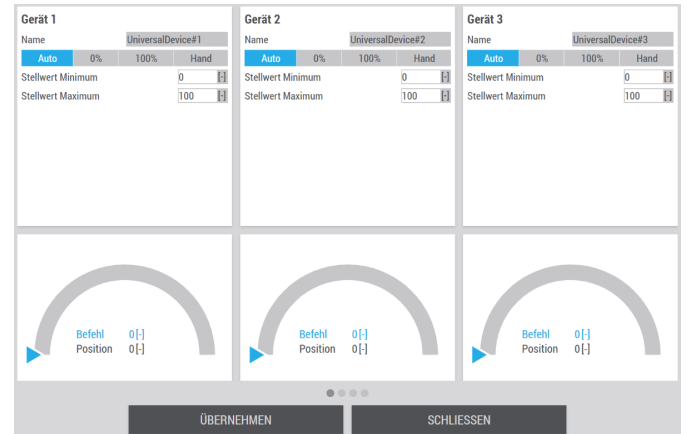 Gerät 1
Name UniversalDevice#1
Auto 0% 100% Hand
Stellwert Minimum 0 [-]
Stellwert Maximum 100 [-]
Befehl 0 [-]
Position 0 [-]
Gerät 2
Name UniversalDevice#2
Auto 0% 100% Hand
Stellwert Minimum 0 [-]
Stellwert Maximum 100 [-]
Befehl 0 [-]
Position 0 [-]
Gerät 3
Name UniversalDevice#3
Auto 0% 100% Hand
Stellwert Minimum 0 [-]
Stellwert Maximum 100 [-]
Befehl 0 [-]
Position 0 [-]
ÜBERNEHMEN SCHLIESSEN